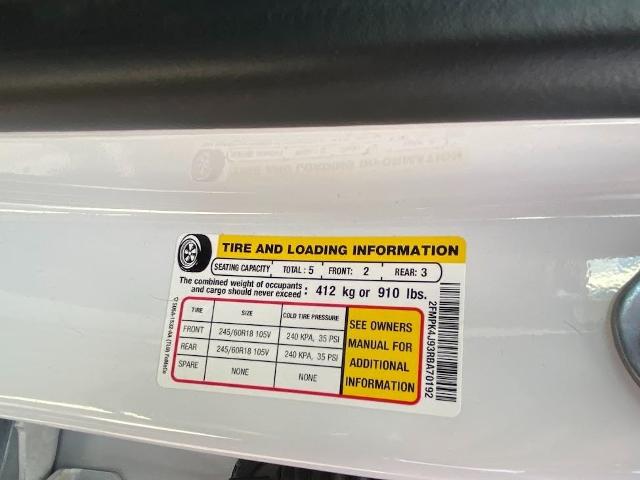 TIRE AND LOADING INFORMATION
SEATING CAPACITY TOTAL : 5 FRONT: 2 REAR: 3
The combined weight of occupants
and cargo should never exceed : 412 kg or 910 lbs.
TIRE SIZE COLD TIRE PRESSURE
FRONT 245/60R18 105V 240 KPA, 35 PSI
REAR 245/60R18 105V 240 KPA, 35 PSI
SPARE NONE NONE
SEE OWNERS
MANUAL FOR
ADDITIONAL
INFORMATION
2FMPK4J93RBA70192